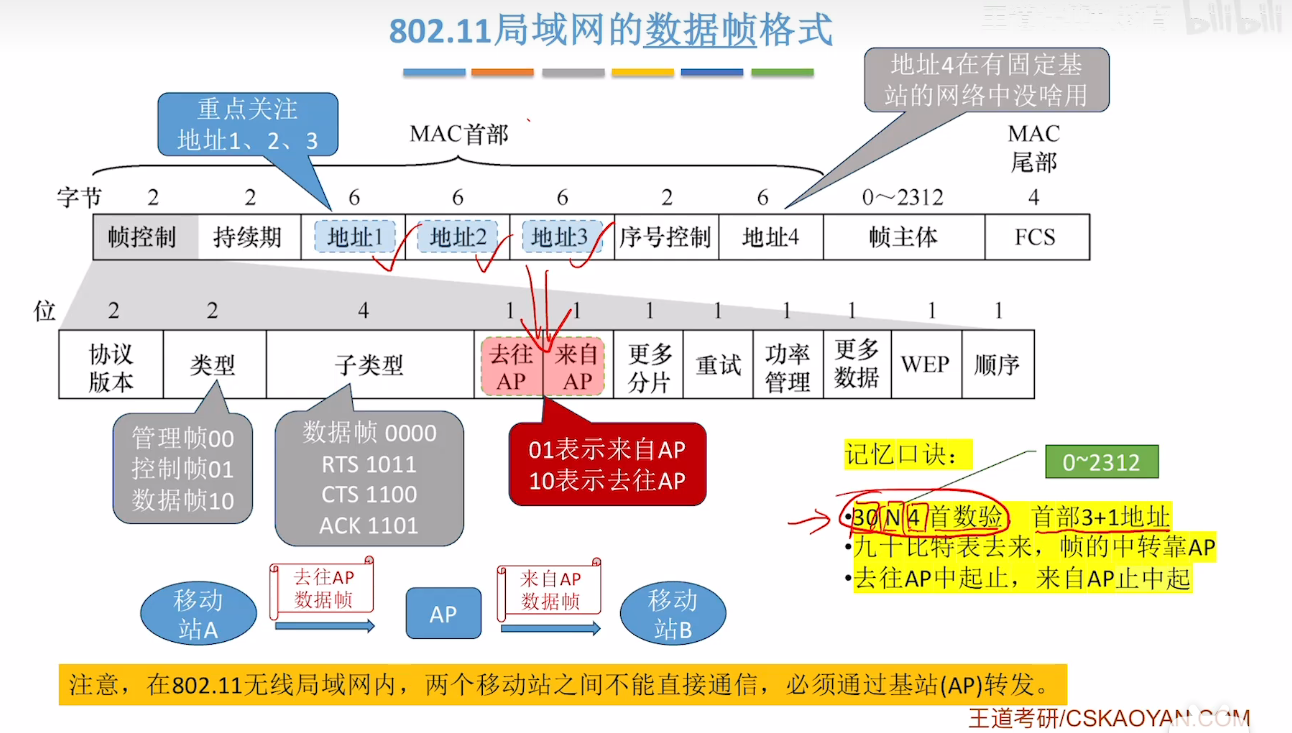 802.11局域网的数据帧格式
bilibili
重点关注
地址1、2、3
MAC首部
地址4在有固定基
站的网络中没啥用
MAC
尾部
字节 2 2 6 6 6 2 6 0～2312 4
帧控制 持续期 地址1 地址2 地址3 序号控制 地址4 帧主体 FCS
位 2 2 4 1 1 1 1 1 1 1 1
协议
版本
类型
子类型
去往
AP
来自
AP
更多
分片
重试
功率
管理
更多
数据
WEP
顺序
管理帧00
控制帧01
数据帧10
数据帧 0000
RTS 1011
CTS 1100
ACK 1101
01表示来自AP
10表示去往AP
记忆口诀：
0~2312
•30 N 4 首数验 首部3+1地址
•九十比特表去来，帧的中转靠AP
•去往AP中起止，来自AP止中起
移动
站A
去往AP
数据帧
AP
来自AP
数据帧
移动
站B
注意，在802.11无线局域网内，两个移动站之间不能直接通信，必须通过基站(AP)转发。
王道考研/CSKAOYAN.COM